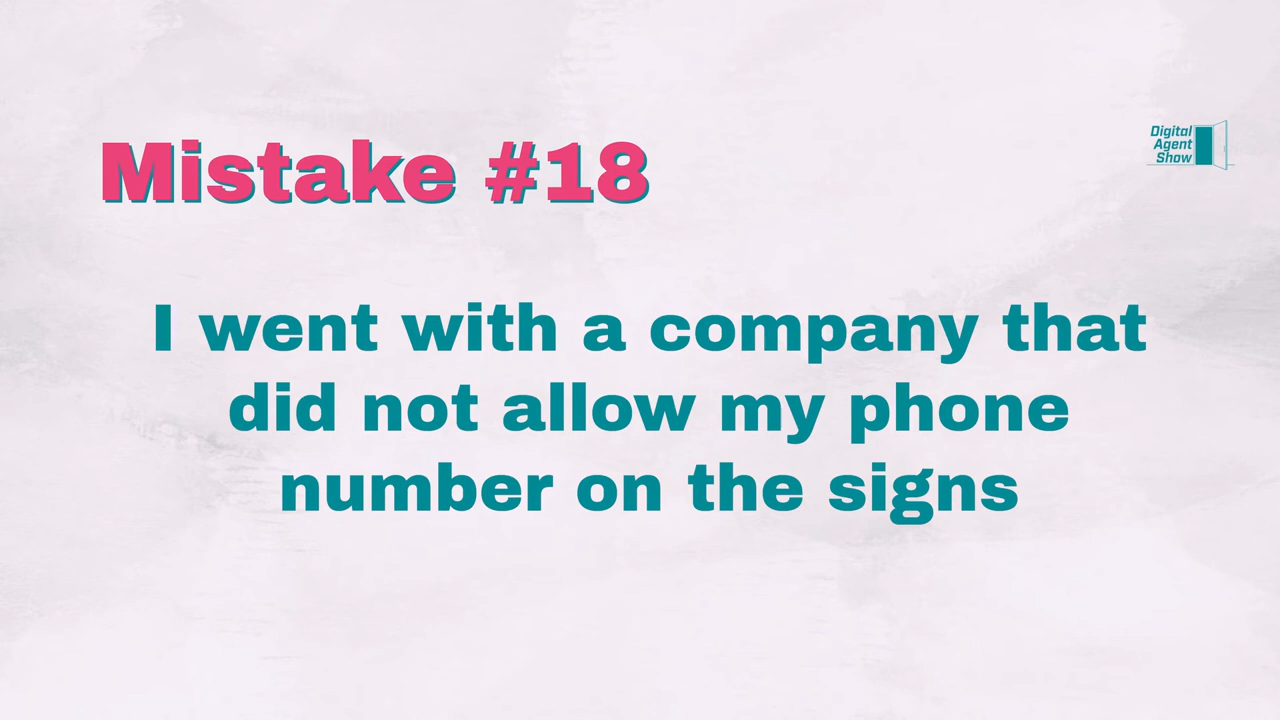 Mistake #18
Digital
Agent
Show
I went with a company that
did not allow my phone
number on the signs